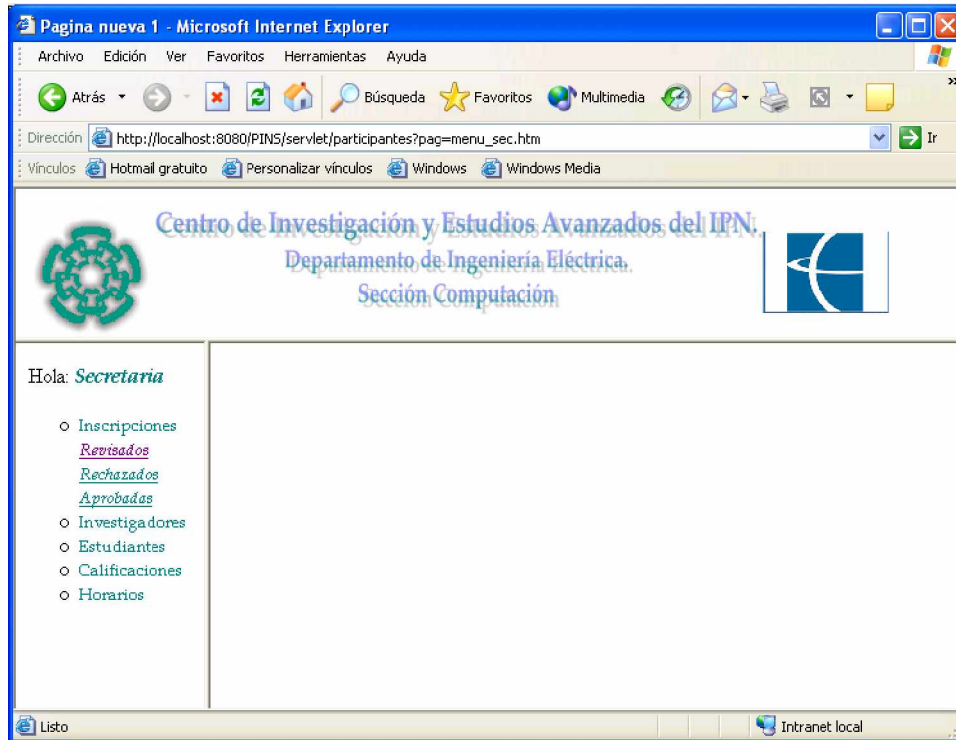 Pagina nueva 1 - Microsoft Internet Explorer
Archivo Edición Ver Favoritos Herramientas Ayuda
Atrás Búsqueda Favoritos Multimedia »
Dirección http://localhost:8080/PINS/servlet/participantes?pag=menu_sec.htm Ir
Vínculos Hotmail gratuito Personalizar vínculos Windows Windows Media
Centro de Investigación y Estudios Avanzados del IPN.
Departamento de Ingeniería Eléctrica.
Sección Computación
Hola: Secretaria
Inscripciones
Revisados
Rechazados
Aprobadas
Investigadores
Estudiantes
Calificaciones
Horarios
Listo Intranet local